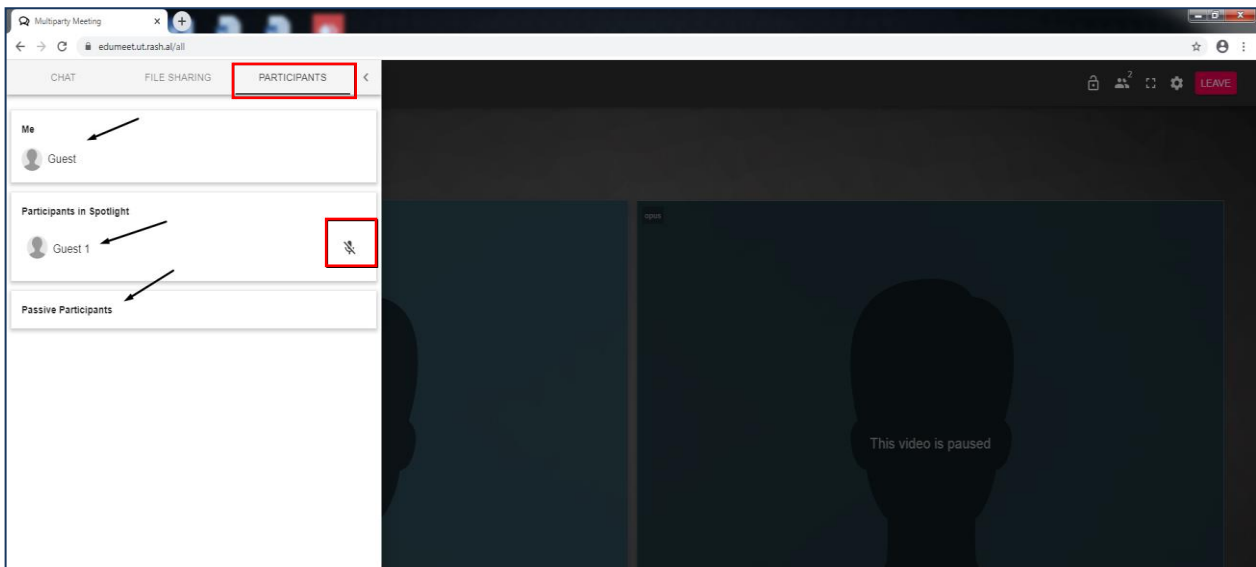 Multiparty Meeting
edumeet.ut.rash.al/all
CHAT FILE SHARING PARTICIPANTS
2
LEAVE
Me
Guest
Participants in Spotlight
Guest 1
Passive Participants
opus
This video is paused